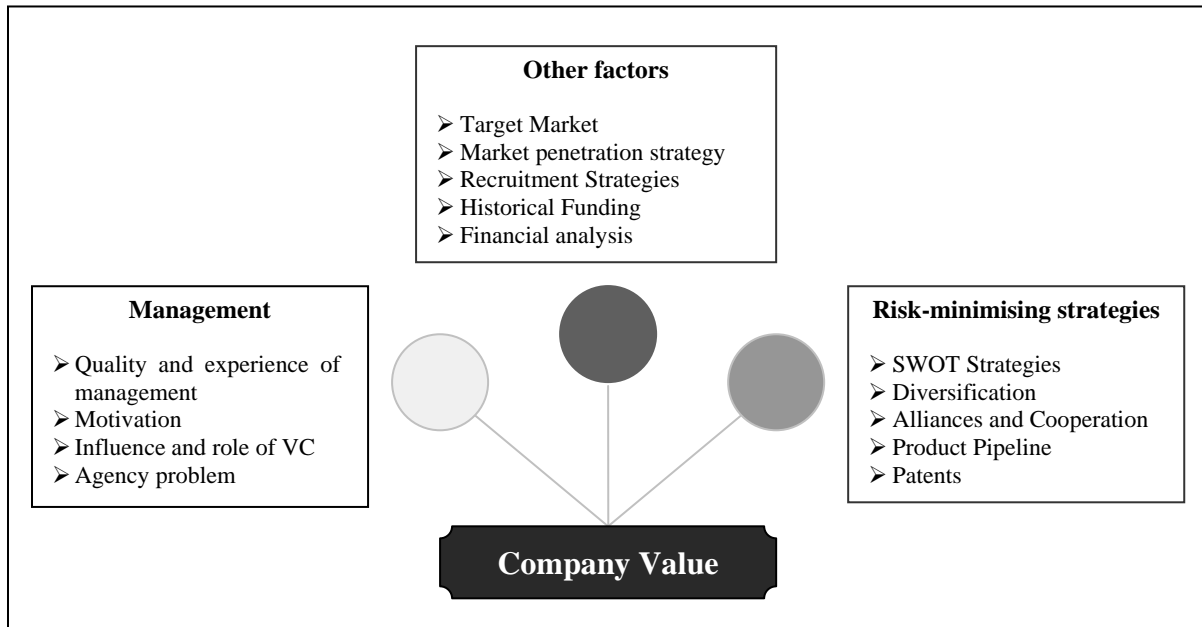 Other factors
➢ Target Market
➢ Market penetration strategy
➢ Recruitment Strategies
➢ Historical Funding
➢ Financial analysis
Management
➢ Quality and experience of
management
➢ Motivation
➢ Influence and role of VC
➢ Agency problem
Risk-minimising strategies
➢ SWOT Strategies
➢ Diversification
➢ Alliances and Cooperation
➢ Product Pipeline
➢ Patents
Company Value